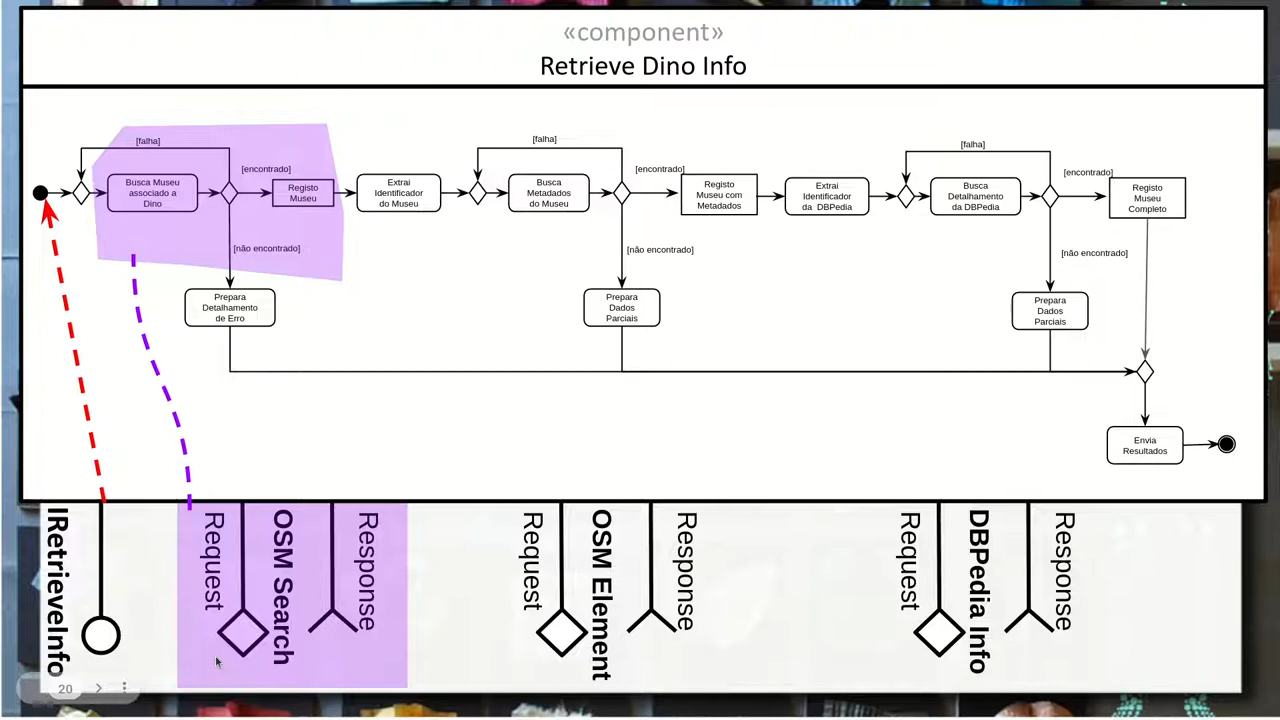 «component»
Retrieve Dino Info
[falha]
[falha]
[falha]
[encontrado]
[encontrado]
[encontrado]
Busca Museu
associado a
Dino
Registo
Museu
Extrai
Identificador
do Museu
Busca
Metadados
do Museu
Registo
Museu com
Metadados
Extrai
Identificador
da DBPedia
Busca
Detalhamento
da DBPedia
Registo
Museu
Completo
[não encontrado]
[não encontrado]
[não encontrado]
Prepara
Detalhamento
de Erro
Prepara
Dados
Parciais
Prepara
Dados
Parciais
Envia
Resultados
IRetrieveInfo
Request
OSM Search
Response
Request
OSM Element
Response
Request
DBPedia Info
Response
20